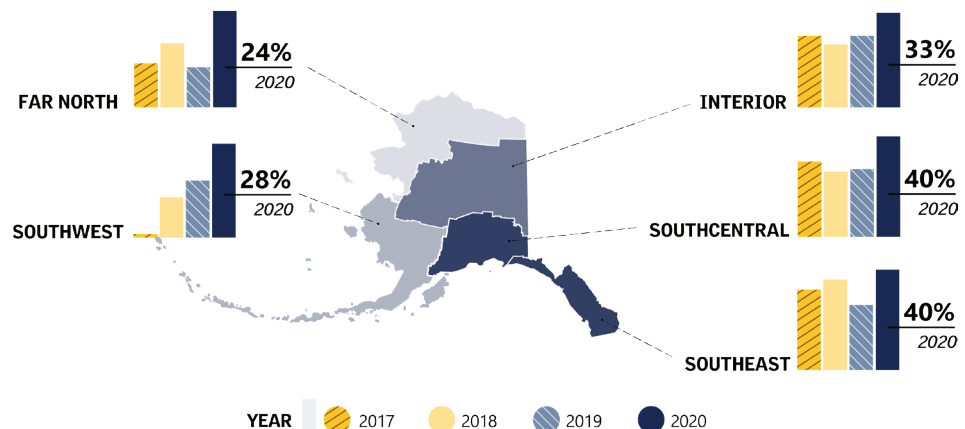 24%
2020
FAR NORTH
28%
2020
SOUTHWEST
33%
2020
INTERIOR
40%
2020
SOUTHCENTRAL
40%
2020
SOUTHEAST
YEAR 2017 2018 2019 2020